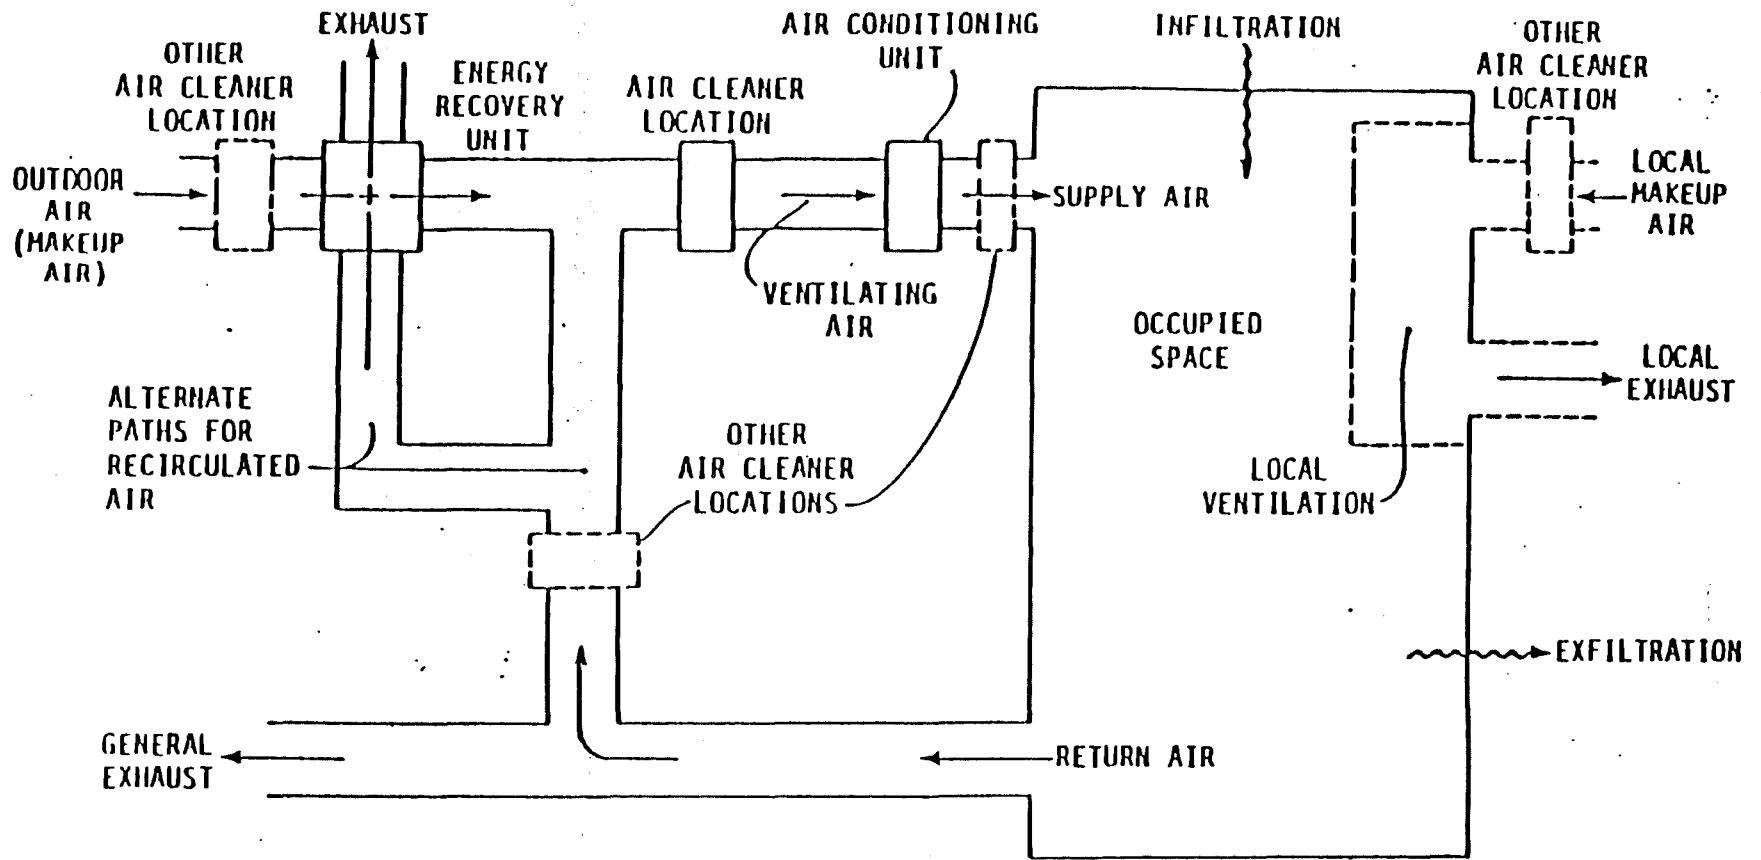 EXHAUST
OTHER
AIR CLEANER
LOCATION
ENERGY
RECOVERY
UNIT
AIR CLEANER
LOCATION
AIR CONDITIONING
UNIT
INFILTRATION
OTHER
AIR CLEANER
LOCATION
OUTDOOR
AIR
(MAKEUP
AIR)
SUPPLY AIR
LOCAL
MAKEUP
AIR
VENTILATING
AIR
OCCUPIED
SPACE
LOCAL
EXHAUST
ALTERNATE
PATHS FOR
RECIRCULATED
AIR
OTHER
AIR CLEANER
LOCATIONS
LOCAL
VENTILATION
EXFILTRATION
GENERAL
EXHAUST
RETURN AIR